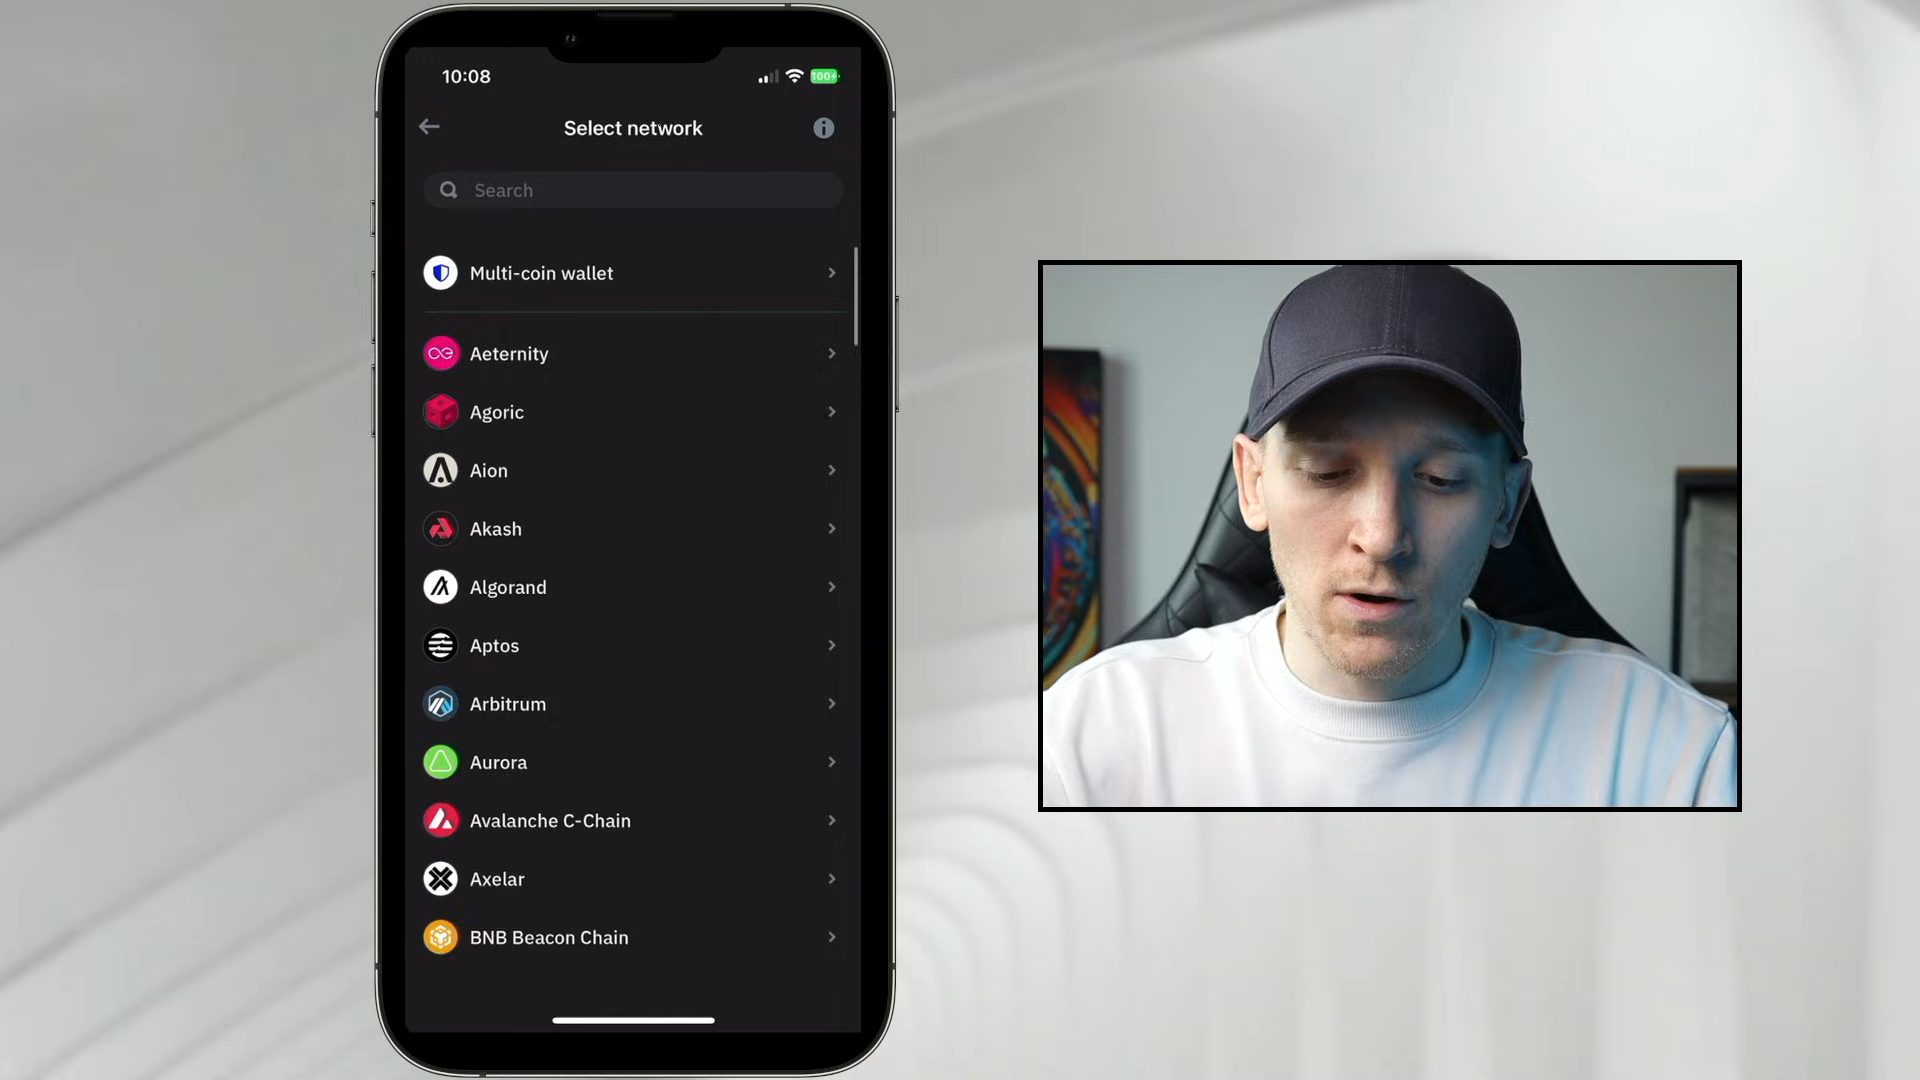 10:08
100+
Select network
Search
Multi-coin wallet
Aeternity
Agoric
Aion
Akash
Algorand
Aptos
Arbitrum
Aurora
Avalanche C-Chain
Axelar
BNB Beacon Chain